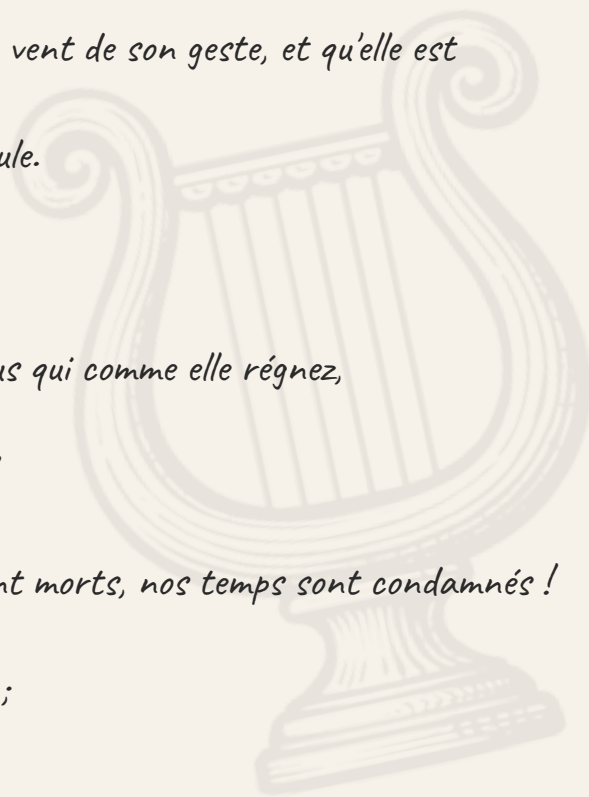 vent de son geste, et qu'elle est
ule.
us qui comme elle régnez,
nt morts, nos temps sont condamnés !
;